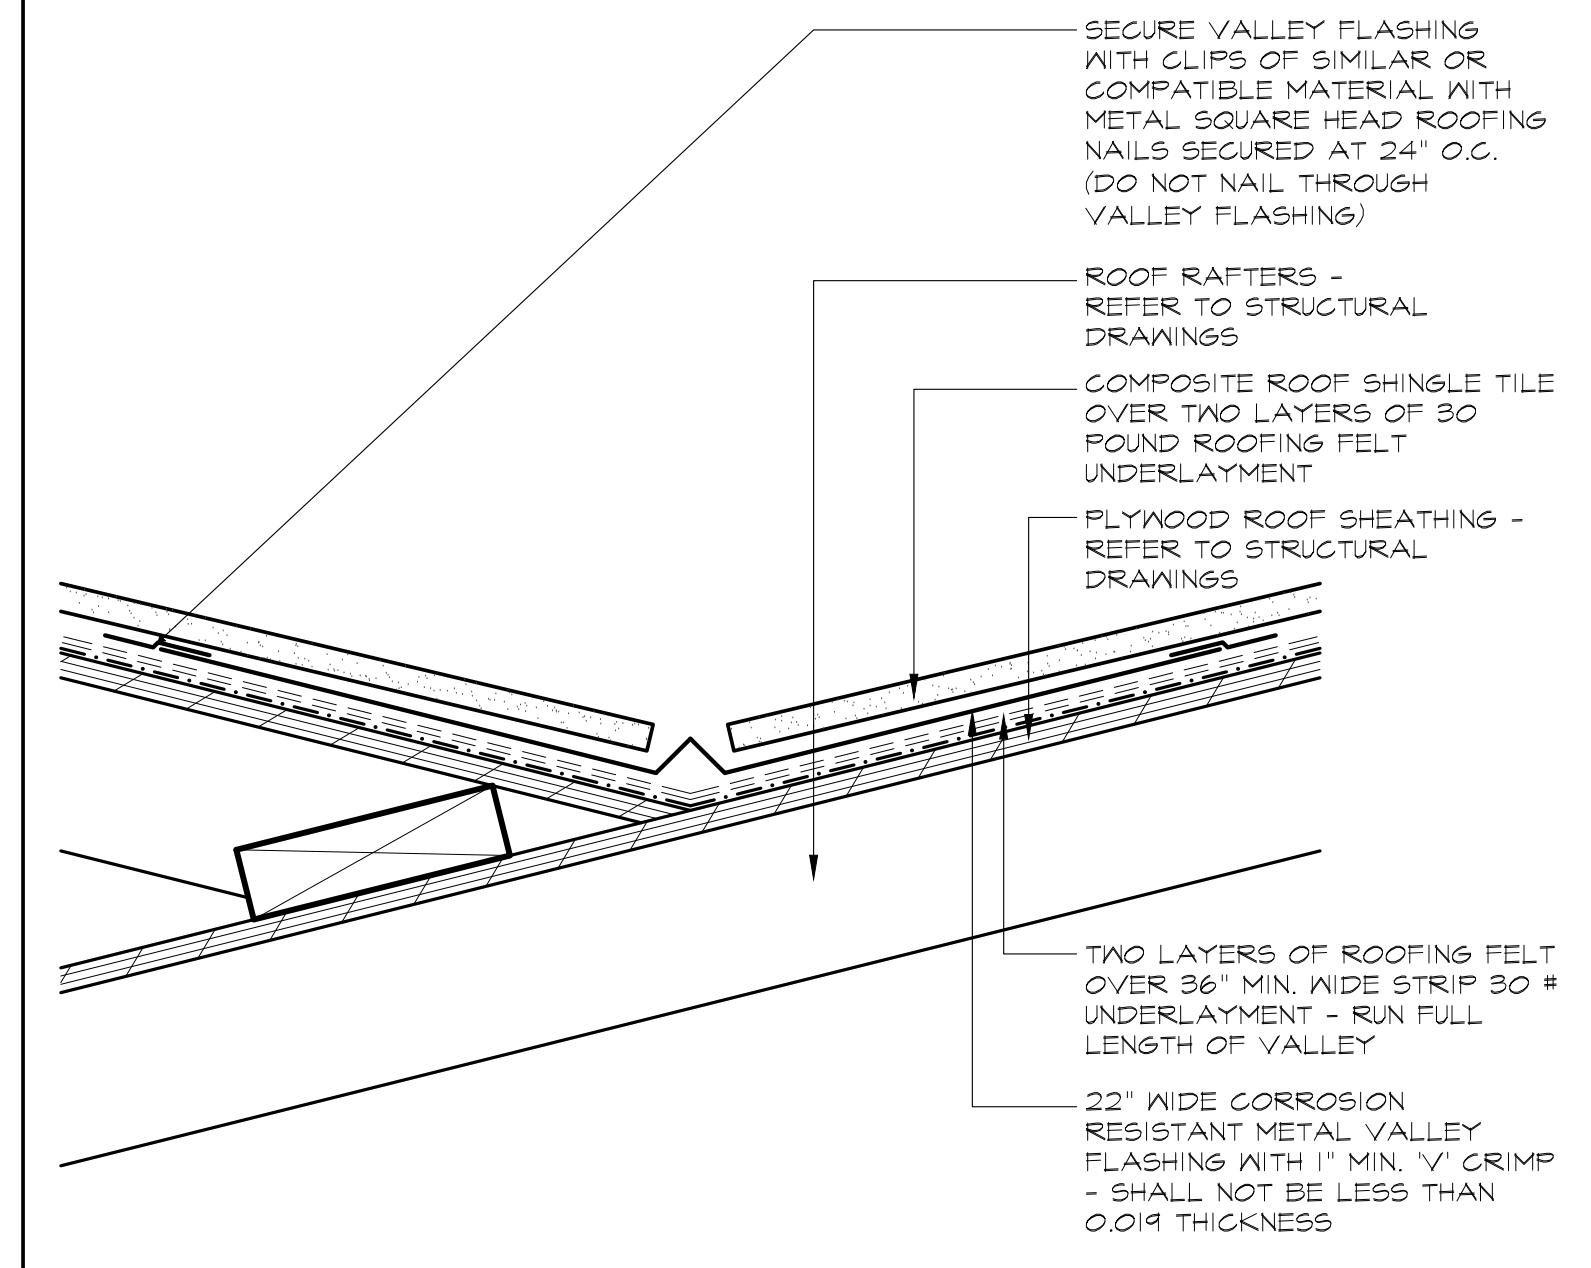 SECURE VALLEY FLASHING
WITH CLIPS OF SIMILAR OR
COMPATIBLE MATERIAL WITH
METAL SQUARE HEAD ROOFING
NAILS SECURED AT 24" O.C.
(DO NOT NAIL THROUGH
VALLEY FLASHING)
ROOF RAFTERS -
REFER TO STRUCTURAL
DRAWINGS
COMPOSITE ROOF SHINGLE TILE
OVER TWO LAYERS OF 30
POUND ROOFING FELT
UNDERLAYMENT
PLYWOOD ROOF SHEATHING -
REFER TO STRUCTURAL
DRAWINGS
TWO LAYERS OF ROOFING FELT
OVER 36" MIN. WIDE STRIP 30 #
UNDERLAYMENT - RUN FULL
LENGTH OF VALLEY
22" WIDE CORROSION
RESISTANT METAL VALLEY
FLASHING WITH 1" MIN. 'V' CRIMP
- SHALL NOT BE LESS THAN
0.019 THICKNESS